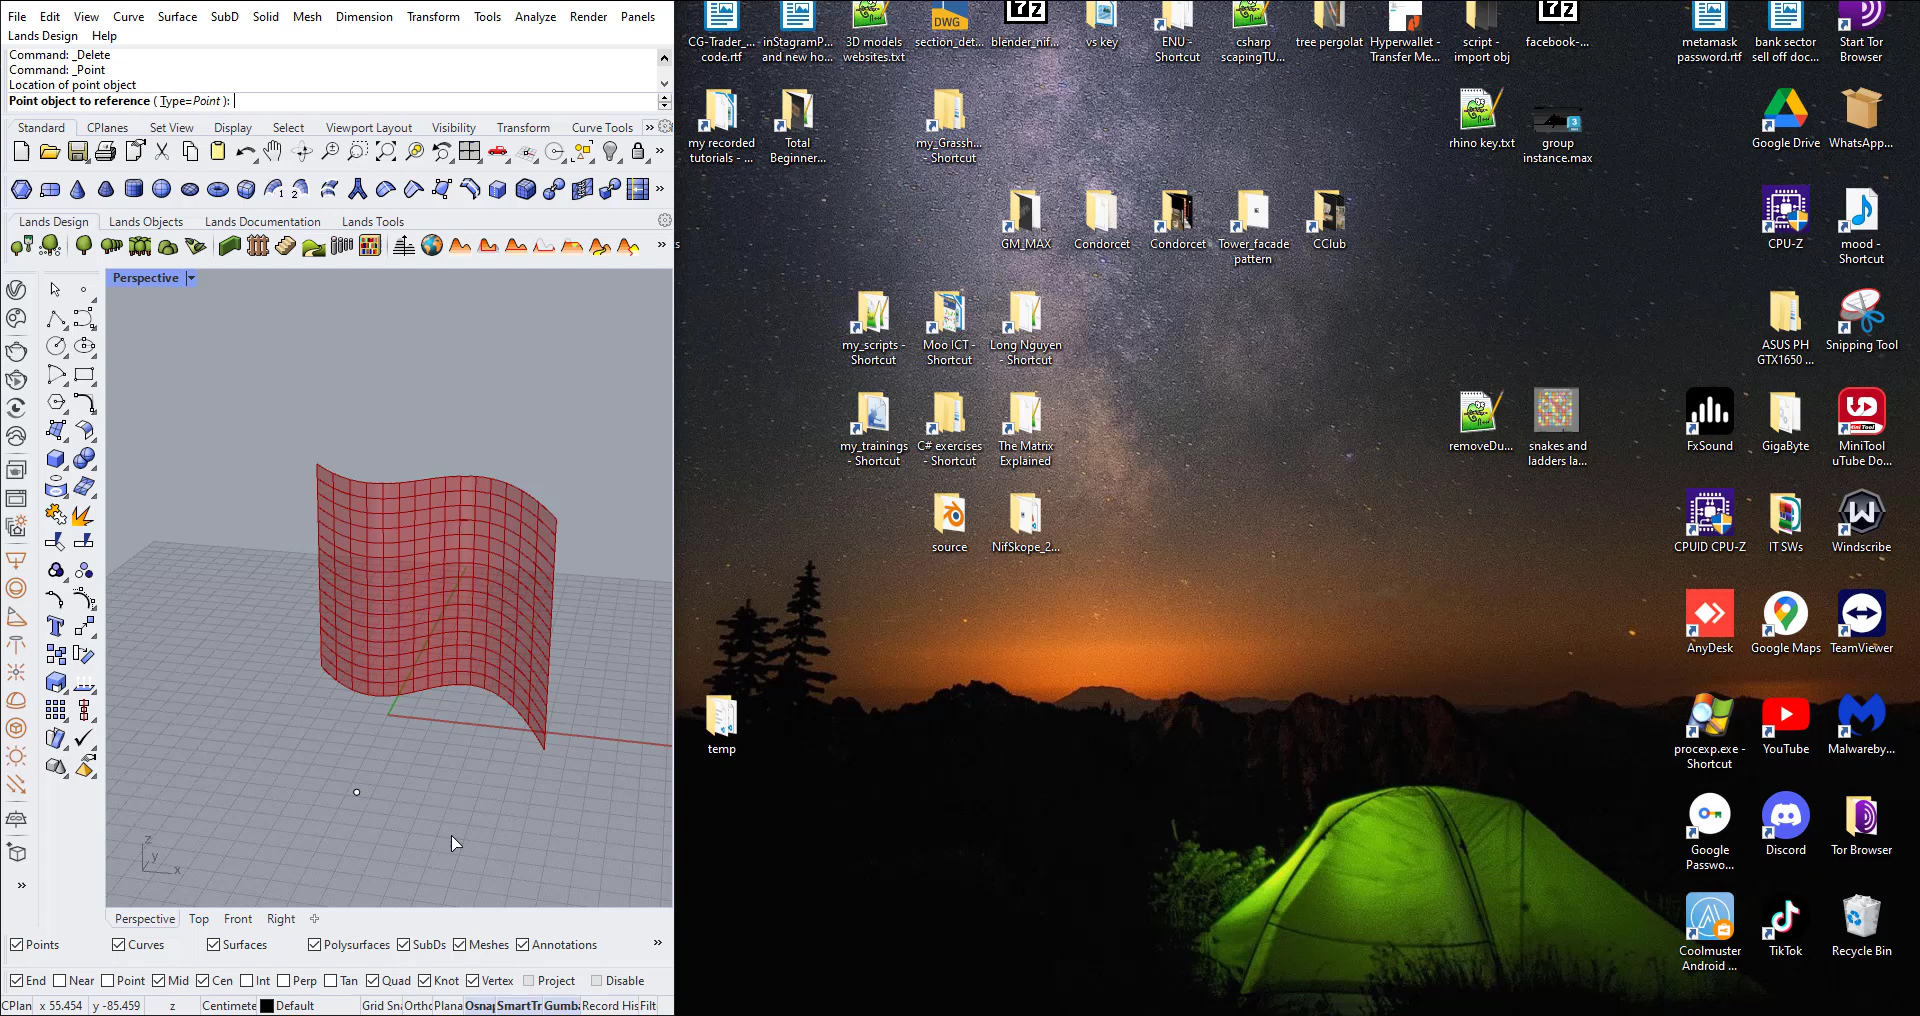 File Edit View Curve Surface SubD Solid Mesh Dimension Transform Tools Analyze Render Panels
Lands Design Help
Command: _Delete
Command: _Point
Location of point object
Point object to reference ( Type=Point ):
Standard CPlanes Set View Display Select Viewport Layout Visibility Transform Curve Tools »
Lands Design Lands Objects Lands Documentation Lands Tools
Perspective
z
y
x
Perspective Top Front Right
Points Curves Surfaces Polysurfaces SubDs Meshes Annotations »
End Near Point Mid Cen Int Perp Tan Quad Knot Vertex Project Disable
CPlan x 55.454 y -85.459 z Centimete Default Grid Sna Ortho Plana Osnap SmartTr Gumba Record His Filt
CG-Trader_...
code.rtf
inStagramP...
and new ho...
3D models
websites.txt
DWG
section_det...
blender_nif...
vs key
ENU -
Shortcut
csharp
scapingTU...
tree pergolat
Hyperwallet -
Transfer Me...
script -
import obj
facebook-...
metamask
password.rtf
bank sector
sell off doc...
Start Tor
Browser
my recorded
tutorials - ...
Total
Beginner...
my_Grassh...
- Shortcut
rhino key.txt
group
instance.max
Google Drive
WhatsApp...
GM_MAX
Condorcet
Condorcet
Tower_facade
pattern
CClub
CPU-Z
mood -
Shortcut
my_scripts -
Shortcut
Moo ICT -
Shortcut
Long Nguyen
- Shortcut
ASUS PH
GTX1650 ...
Snipping Tool
my_trainings
- Shortcut
C# exercises
- Shortcut
The Matrix
Explained
removeDu...
snakes and
ladders la...
FxSound
GigaByte
MiniTool
uTube Do...
source
NifSkope_2...
CPUID CPU-Z
IT SWs
Windscribe
AnyDesk
Google Maps
TeamViewer
temp
procexp.exe -
Shortcut
YouTube
Malwareby...
Google
Passwo...
Discord
Tor Browser
Coolmuster
Android ...
TikTok
Recycle Bin